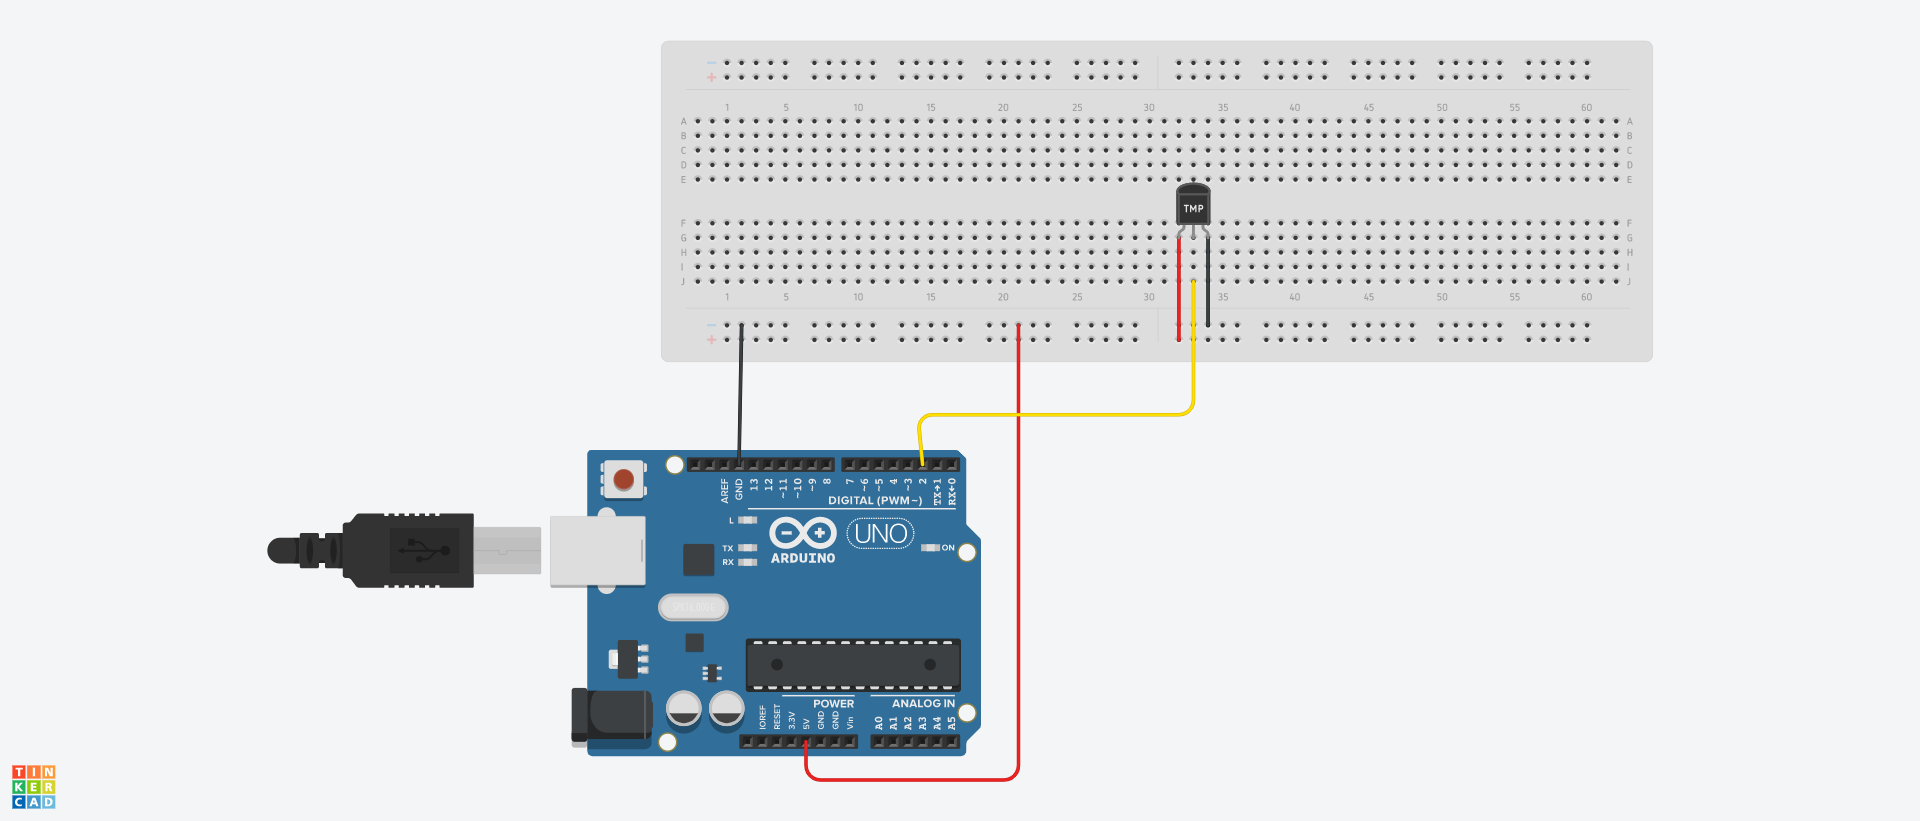 − −
+ +
1 5 10 15 20 25 30 35 40 45 50 55 60
A A
B B
C C
D D
E E
TMP
F F
G G
H H
I I
J J
1 5 10 15 20 25 30 35 40 45 50 55 60
−
+
AREF GND 13 12 ~11 ~10 ~9 8 7 ~6 ~5 4 ~3 2 TX→1 RX←0
DIGITAL (PWM~)
L
TX
RX
UNO
ON
ARDUINO
POWER ANALOG IN
IOREF RESET 3.3V 5V GND GND Vin A0 A1 A2 A3 A4 A5
TIN
KER
CAD